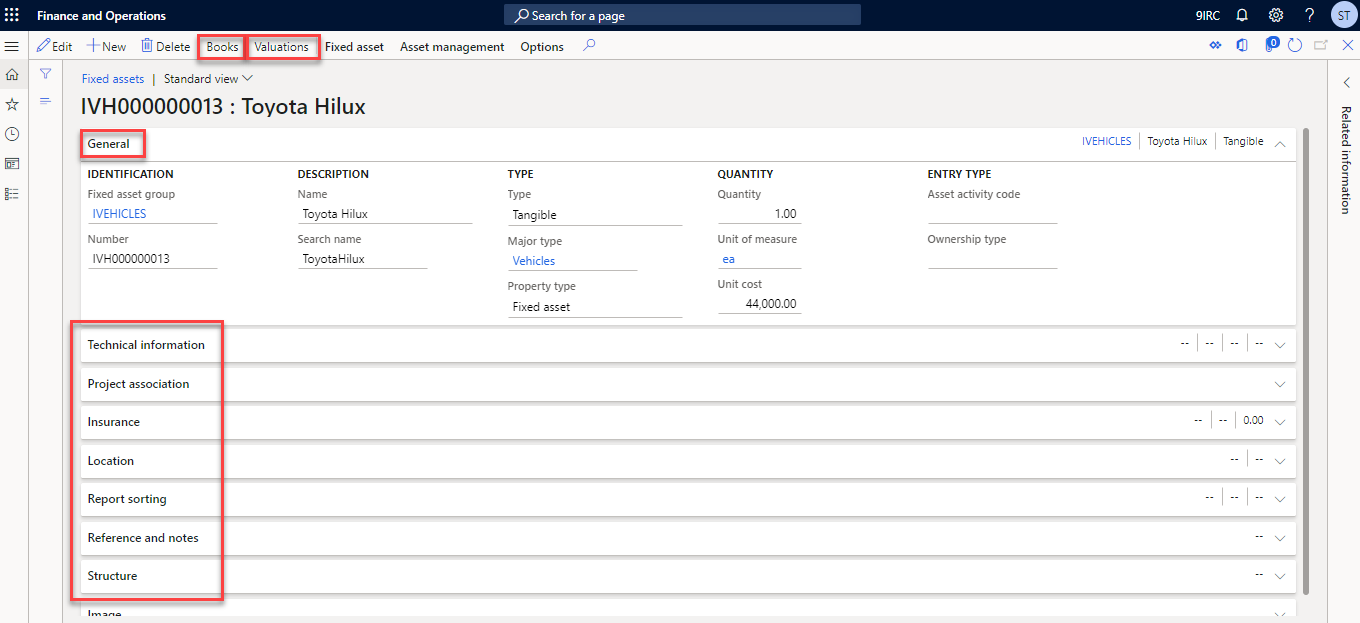 Finance and Operations
Search for a page
9IRC
?
ST
Edit New Delete Books Valuations Fixed asset Asset management Options
0
Fixed assets | Standard view
IVH000000013 : Toyota Hilux
General
IVEHICLES Toyota Hilux Tangible
IDENTIFICATION
Fixed asset group
IVEHICLES
Number
IVH000000013
DESCRIPTION
Name
Toyota Hilux
Search name
ToyotaHilux
TYPE
Type
Tangible
Major type
Vehicles
Property type
Fixed asset
QUANTITY
Quantity
1.00
Unit of measure
ea
Unit cost
44,000.00
ENTRY TYPE
Asset activity code
Ownership type
Technical information -- -- -- --
Project association
Insurance -- -- 0.00
Location -- --
Report sorting -- -- --
Reference and notes --
Structure --
Image
Related information